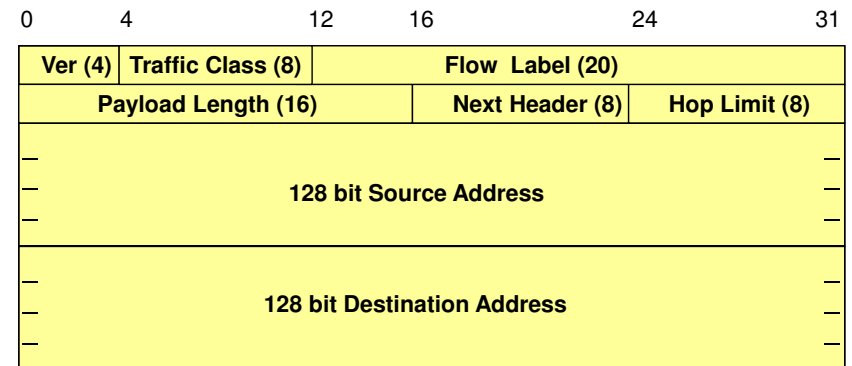 0 4 12 16 24 31
Ver (4) Traffic Class (8) Flow Label (20)
Payload Length (16) Next Header (8) Hop Limit (8)
128 bit Source Address
128 bit Destination Address